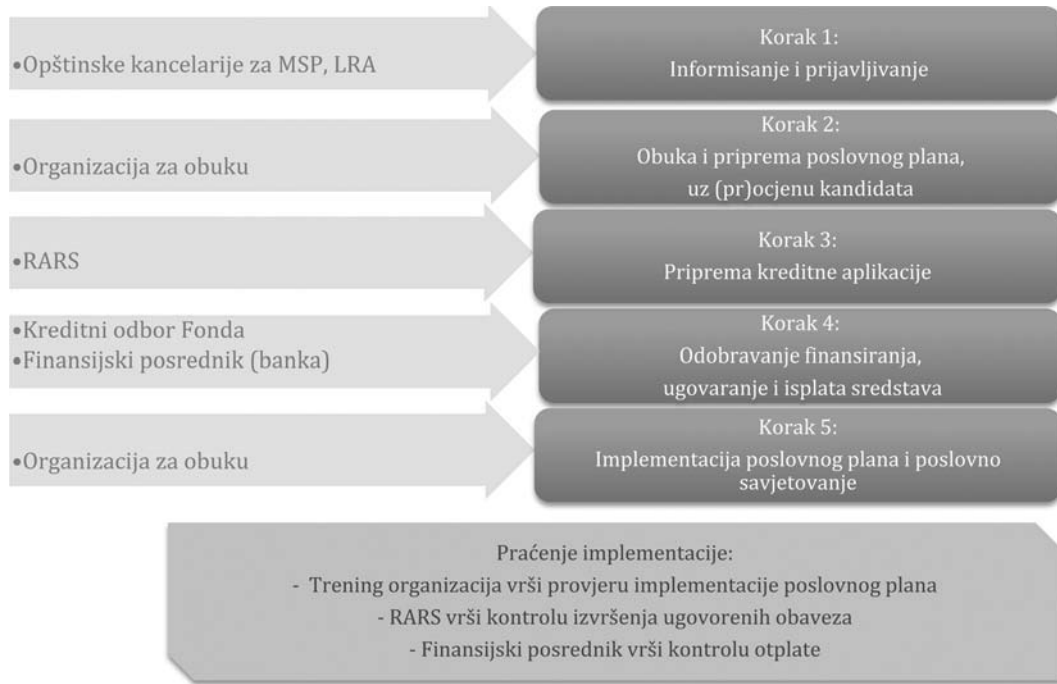 •Opštinske kancelarije za MSP, LRA
Korak 1:
Informisanje i prijavljivanje
•Organizacija za obuku
Korak 2:
Obuka i priprema poslovnog plana,
uz (pr)ocjenu kandidata
•RARS
Korak 3:
Priprema kreditne aplikacije
•Kreditni odbor Fonda
•Finansijski posrednik (banka)
Korak 4:
Odobravanje finansiranja,
ugovaranje i isplata sredstava
•Organizacija za obuku
Korak 5:
Implementacija poslovnog plana i poslovno
savjetovanje
Praćenje implementacije:
- Trening organizacija vrši provjeru implementacije poslovnog plana
- RARS vrši kontrolu izvršenja ugovorenih obaveza
- Finansijski posrednik vrši kontrolu otplate